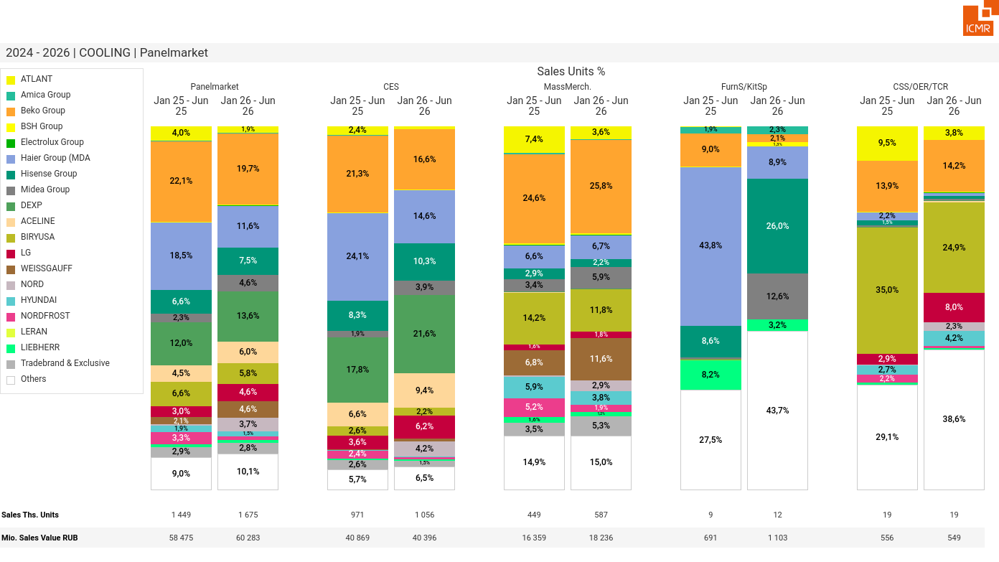 ICMR
2024 - 2026 | COOLING | Panelmarket
ATLANT
Amica Group
Beko Group
BSH Group
Electrolux Group
Haier Group (MDA
Hisense Group
Midea Group
DEXP
ACELINE
BIRYUSA
LG
WEISSGAUFF
NORD
HYUNDAI
NORDFROST
LERAN
LIEBHERR
Tradebrand & Exclusive
Others
Sales Units %
Panelmarket
Jan 25 - Jun
25
4,0%
22,1%
18,5%
6,6%
2,3%
12,0%
4,5%
6,6%
3,0%
2,1%
1,9%
3,3%
2,9%
9,0%
Jan 25 - Jun
26
1,9%
19,7%
11,6%
7,5%
4,6%
13,6%
6,0%
5,8%
4,6%
4,6%
3,7%
1,5%
2,8%
10,1%
CES
Jan 25 - Jun
25
2,4%
21,3%
24,1%
8,3%
1,9%
17,8%
6,6%
2,6%
3,6%
2,4%
2,6%
5,7%
Jan 26 - Jun
26
16,6%
14,6%
10,3%
3,9%
21,6%
9,4%
2,2%
6,2%
4,2%
1,5%
6,5%
MassMerch.
Jan 25 - Jun
25
7,4%
24,6%
6,6%
2,9%
3,4%
14,2%
1,6%
6,8%
5,9%
5,2%
1,6%
3,5%
14,9%
Jan 26 - Jun
26
3,6%
25,8%
6,7%
2,2%
5,9%
11,8%
1,8%
11,6%
2,9%
3,8%
1,9%
1,2%
5,3%
15,0%
FurnS/KitSp
Jan 25 - Jun
25
1,9%
9,0%
43,8%
8,6%
8,2%
27,5%
Jan 26 - Jun
26
2,3%
2,1%
1,3%
8,9%
26,0%
12,6%
3,2%
43,7%
CSS/OER/TCR
Jan 25 - Jun
25
9,5%
13,9%
2,2%
1,5%
35,0%
2,9%
2,7%
2,2%
29,1%
Jan 26 - Jun
26
3,8%
14,2%
24,9%
8,0%
2,3%
4,2%
38,6%
Sales Ths. Units 1 449 1 675 971 1 056 449 587 9 12 19 19
Mio. Sales Value RUB 58 475 60 283 40 869 40 396 16 359 18 236 691 1 103 556 549